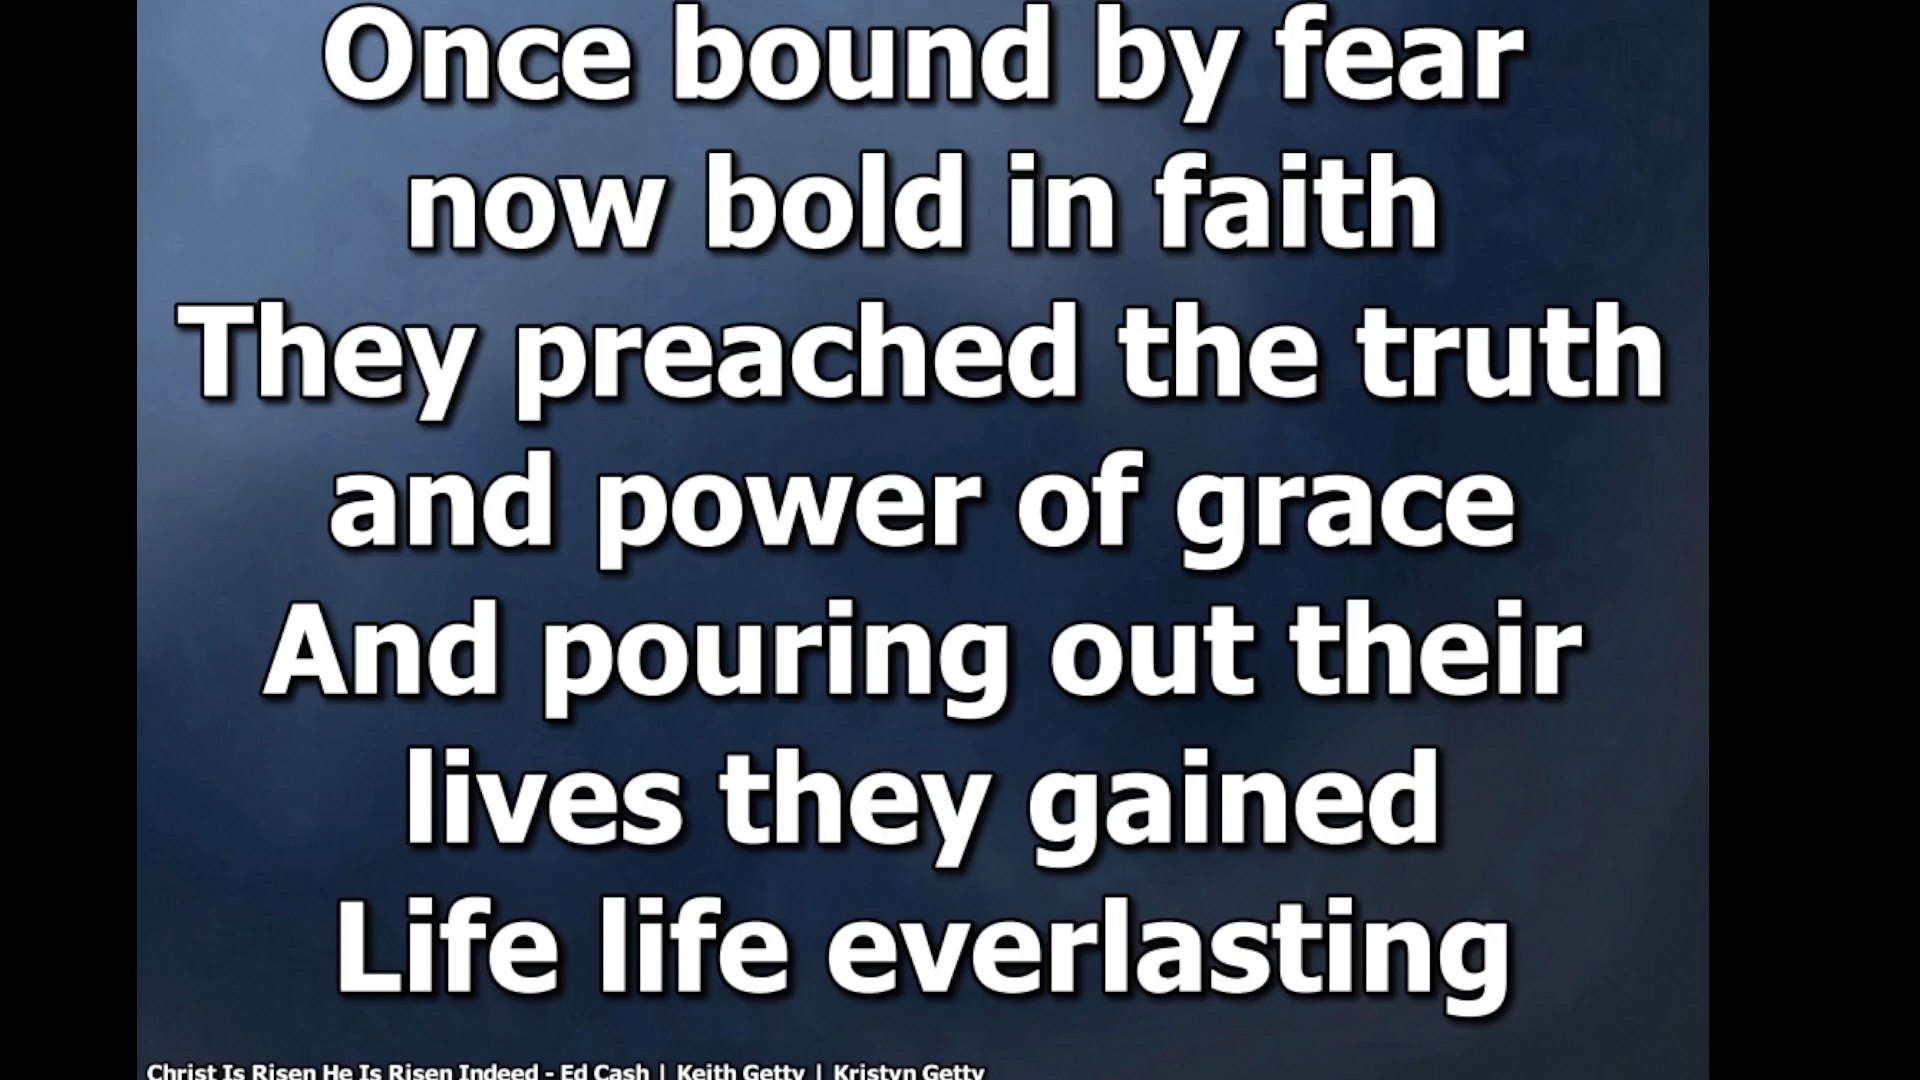 Once bound by fear
now bold in faith
They preached the truth
and power of grace
And pouring out their
lives they gained
Life life everlasting
Christ Is Risen He Is Risen Indeed - Ed Cash | Keith Getty | Kristyn Getty